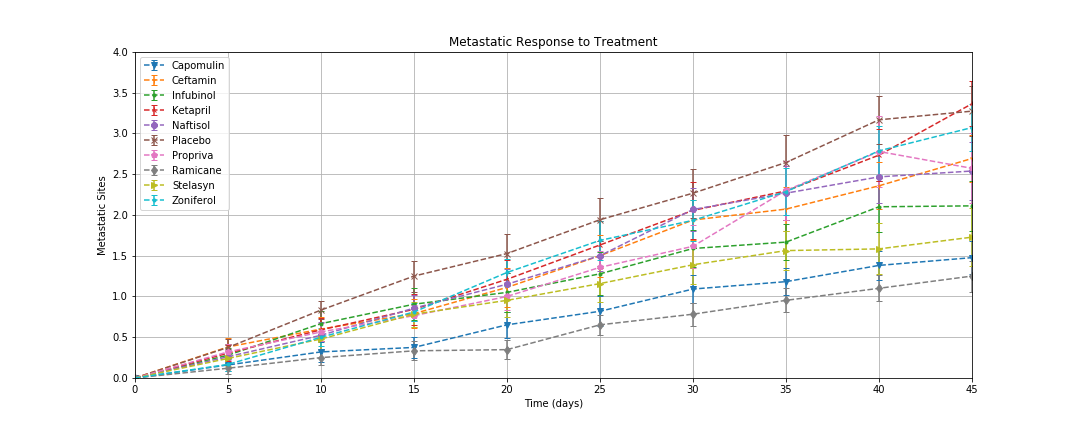 Metastatic Response to Treatment
Metastatic Sites
4.0
3.5
3.0
2.5
2.0
1.5
1.0
0.5
0.0
Capomulin
Ceftamin
Infubinol
Ketapril
Naftisol
Placebo
Propriva
Ramicane
Stelasyn
Zoniferol
0 5 10 15 20 25 30 35 40 45
Time (days)